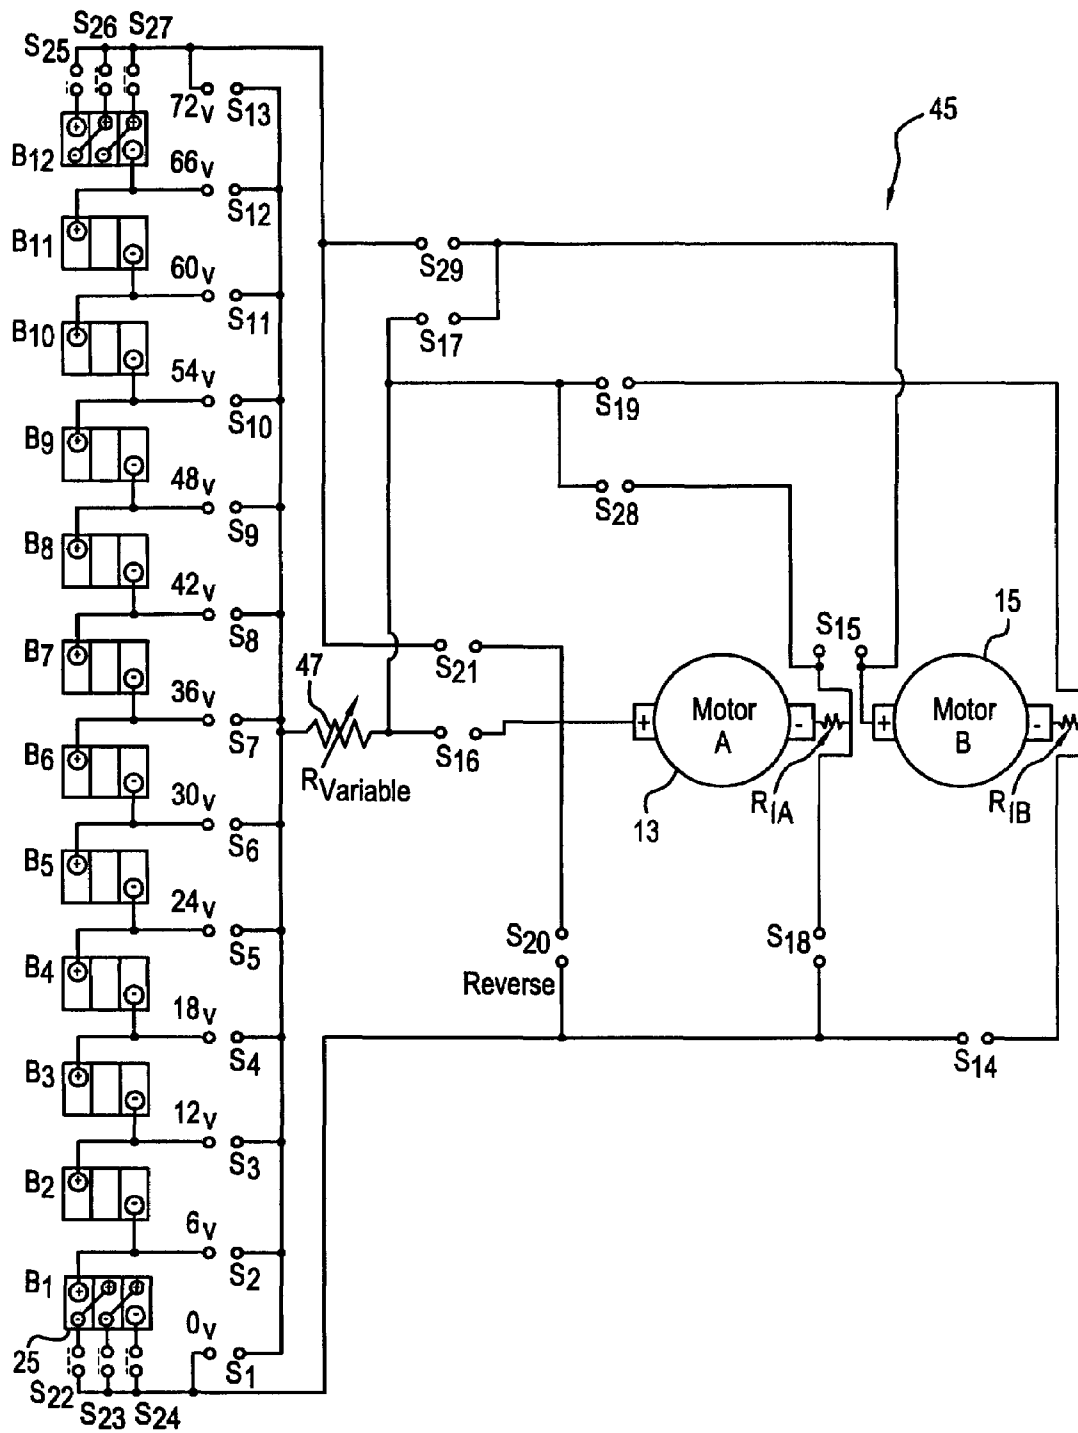 S25 S26 S27
72V S13
B12
66V
S12
B11
60V
S11
B10
54V
S10
B9
48V
S9
B8
42V
S8
B7
36V
S7
B6
30V
S6
B5
24V
S5
B4
18V
S4
B3
12V
S3
B2
6V
S2
B1
0V
S1
25
S22 S23 S24
45
S29
S17
S19
S28
S21
47
RVariable
S16
+ Motor A -
13
RIA
S15
15
+ Motor B -
RIB
S20
Reverse
S18
S14